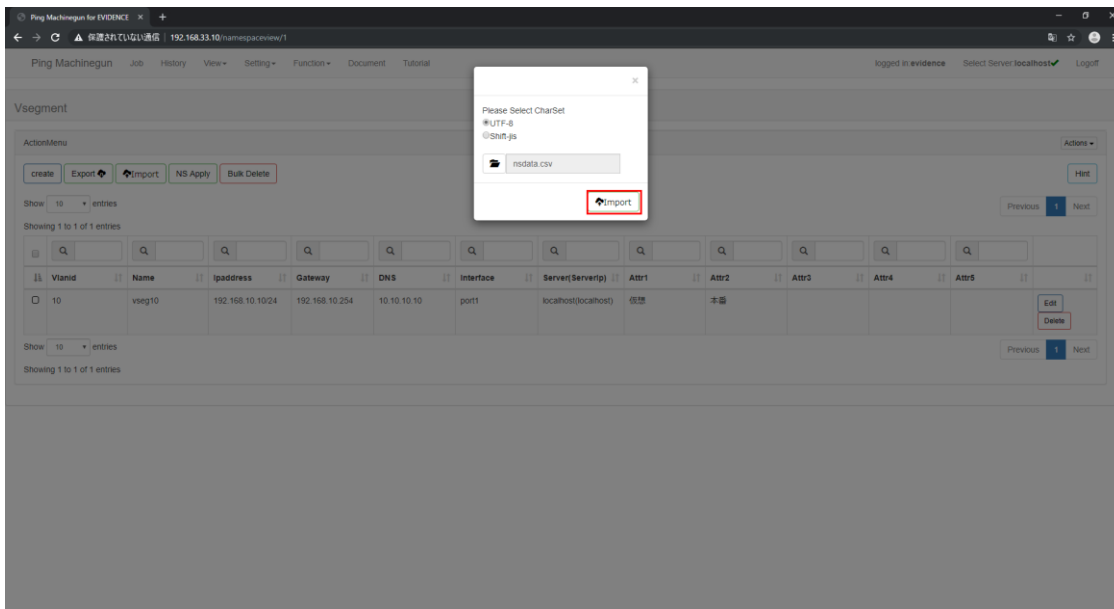 Ping Machinegun for EVIDENCE
保護されていない通信 | 192.168.33.10/namespaceview/1
Ping Machinegun Job History View Setting Function Document Tutorial logged in:evidence Select Server:localhost✔ Logoff
×
Please Select CharSet
UTF-8
Shift-jis
nsdata.csv
Import
Vsegment
ActionMenu Actions
create Export Import NS Apply Bulk Delete Hint
Show 10 entries Previous 1 Next
Showing 1 to 1 of 1 entries
Vlanid Name Ipaddress Gateway DNS Interface Server(Serverip) Attr1 Attr2 Attr3 Attr4 Attr5
10 vseg10 192.168.10.10/24 192.168.10.254 10.10.10.10 port1 localhost(localhost) 仮想 本番 Edit
Delete
Show 10 entries Previous 1 Next
Showing 1 to 1 of 1 entries